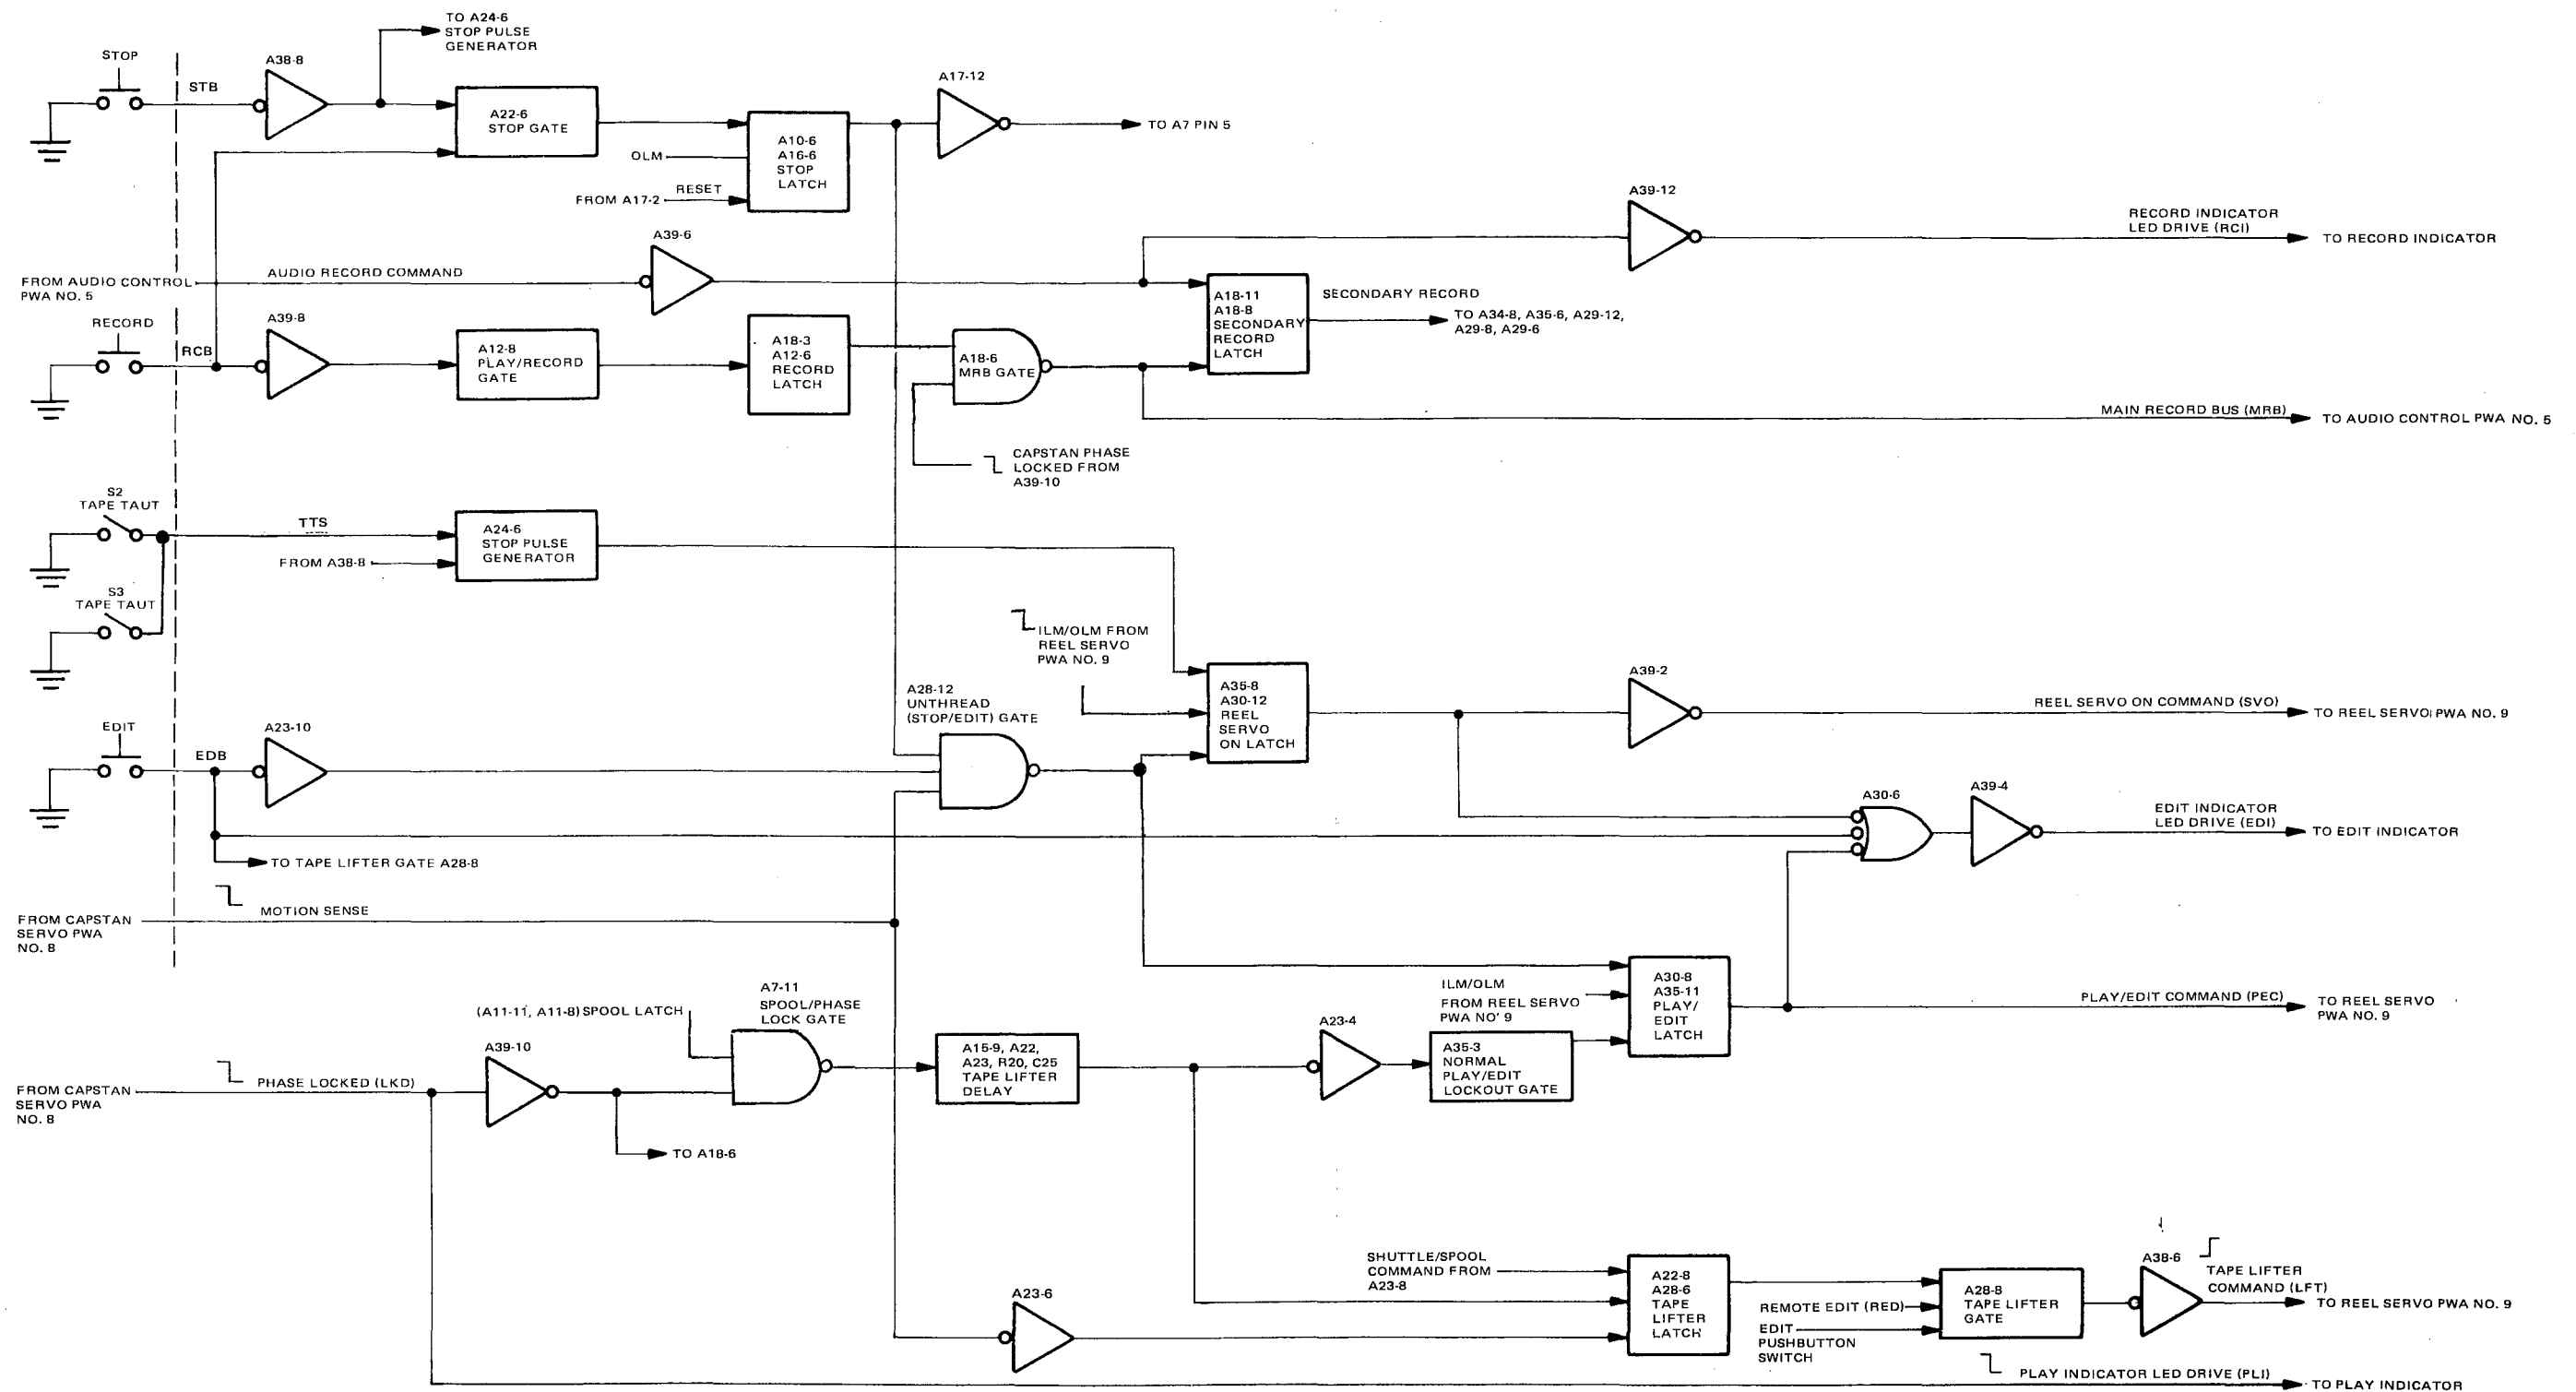 TO A24-6
STOP PULSE
GENERATOR
STOP
STB
A38-8
A22-6
STOP GATE
OLM
RESET
FROM A17-2
A10-6
A16-6
STOP
LATCH
A17-12
TO A7 PIN 5
FROM AUDIO CONTROL
PWA NO. 5
AUDIO RECORD COMMAND
A39-6
A39-12
RECORD INDICATOR
LED DRIVE (RCI)
TO RECORD INDICATOR
RECORD
RCB
A39-8
A12-8
PLAY/RECORD
GATE
A18-3
A12-6
RECORD
LATCH
A18-6
MRB GATE
A18-11
A18-8
SECONDARY
RECORD
LATCH
SECONDARY RECORD
TO A34-8, A35-6, A29-12,
A29-8, A29-6
MAIN RECORD BUS (MRB)
TO AUDIO CONTROL PWA NO. 5
CAPSTAN PHASE
LOCKED FROM
A39-10
S2
TAPE TAUT
TTS
FROM A38-8
A24-6
STOP PULSE
GENERATOR
S3
TAPE TAUT
ILM/OLM FROM
REEL SERVO
PWA NO. 9
A35-8
A30-12
REEL
SERVO
ON LATCH
A39-2
REEL SERVO ON COMMAND (SVO)
TO REEL SERVO PWA NO. 9
EDIT
EDB
A23-10
A28-12
UNTHREAD
(STOP/EDIT) GATE
A30-6
A39-4
EDIT INDICATOR
LED DRIVE (EDI)
TO EDIT INDICATOR
TO TAPE LIFTER GATE A28-8
FROM CAPSTAN
SERVO PWA
NO. 8
MOTION SENSE
(A11-11, A11-8) SPOOL LATCH
A7-11
SPOOL/PHASE
LOCK GATE
ILM/OLM
FROM REEL SERVO
PWA NO' 9
A30-8
A35-11
PLAY/
EDIT
LATCH
PLAY/EDIT COMMAND (PEC)
TO REEL SERVO
PWA NO. 9
FROM CAPSTAN
SERVO PWA
NO. 8
PHASE LOCKED (LKD)
A39-10
TO A18-6
A15-9, A22,
A23, R20, C25
TAPE LIFTER
DELAY
A23-4
A35-3
NORMAL
PLAY/EDIT
LOCKOUT GATE
A23-6
SHUTTLE/SPOOL
COMMAND FROM
A23-8
A22-8
A28-6
TAPE
LIFTER
LATCH
REMOTE EDIT (RED)
EDIT
PUSHBUTTON
SWITCH
A28-8
TAPE LIFTER
GATE
A38-6
TAPE LIFTER
COMMAND (LFT)
TO REEL SERVO PWA NO. 9
PLAY INDICATOR LED DRIVE (PLI)
TO PLAY INDICATOR